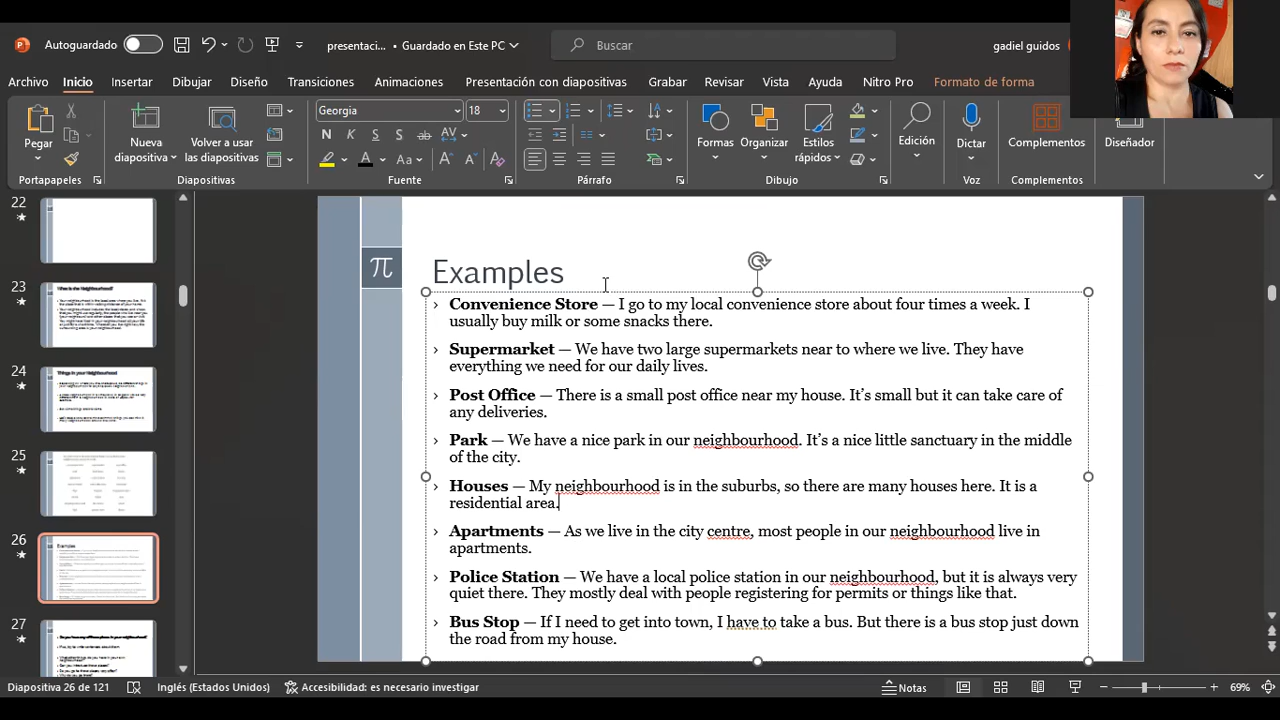 Autoguardado
presentaci... • Guardado en Este PC
Buscar
gadiel guidos
Archivo Inicio Insertar Dibujar Diseño Transiciones Animaciones Presentación con diapositivas Grabar Revisar Vista Ayuda Nitro Pro Formato de forma
Georgia 18
Pegar
Nueva diapositiva
Volver a usar las diapositivas
Formas
Organizar
Estilos rápidos
Edición
Dictar
Complementos
Diseñador
Portapapeles
Diapositivas
Fuente
Párrafo
Dibujo
Voz
Complementos
22
23
24
25
26
27
What is the Neighbourhood?
Things in your Neighbourhood
π
Examples
› Convenience Store — I go to my local convenience store about four times a week. I
usually buy milk or some snacks there.
› Supermarket — We have two large supermarkets near to where we live. They have
everything we need for our daily lives.
› Post Office — There is a small post office in our town. It’s small but it can take care of
any deliveries.
› Park — We have a nice park in our neighbourhood. It’s a nice little sanctuary in the middle
of the city.
› Houses — My neighbourhood is in the suburbs so there are many houses here. It is a
residential area.
› Apartments — As we live in the city centre, most people in our neighbourhood live in
apartments.
› Police Station — We have a local police station in our neighbourhood, but it is always very
quiet there. They mostly deal with people registering for permits or things like that.
› Bus Stop — If I need to get into town, I have to take a bus. But there is a bus stop just down
the road from my house.
Diapositiva 26 de 121
Inglés (Estados Unidos)
Accesibilidad: es necesario investigar
Notas
69%